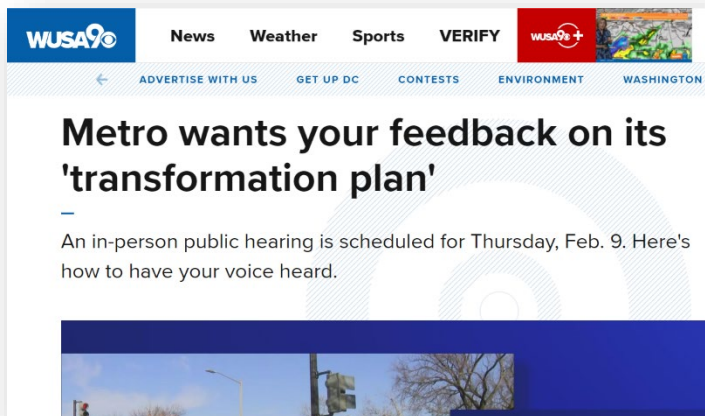 WUSA9 News Weather Sports VERIFY WUSA9+
ADVERTISE WITH US GET UP DC CONTESTS ENVIRONMENT WASHINGTON
Metro wants your feedback on its
'transformation plan'
An in-person public hearing is scheduled for Thursday, Feb. 9. Here's
how to have your voice heard.